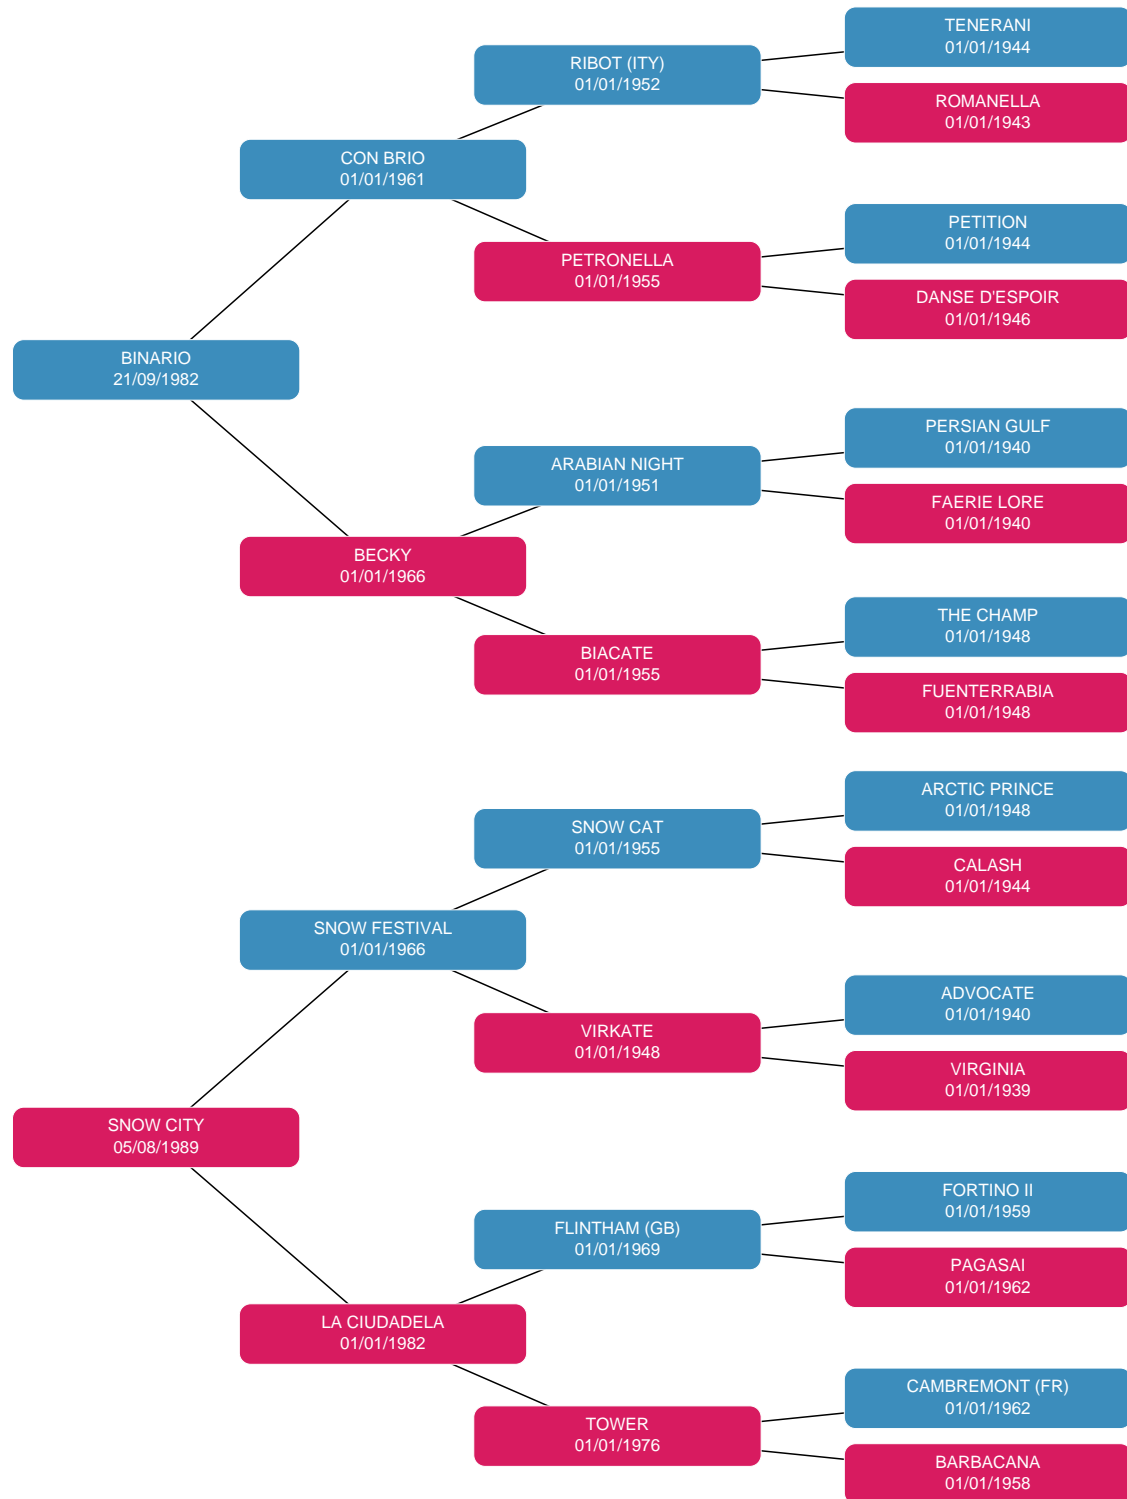 TENERANI
01/01/1944
RIBOT (ITY)
01/01/1952
ROMANELLA
01/01/1943
CON BRIO
01/01/1961
PETITION
01/01/1944
PETRONELLA
01/01/1955
DANSE D'ESPOIR
01/01/1946
BINARIO
21/09/1982
PERSIAN GULF
01/01/1940
ARABIAN NIGHT
01/01/1951
FAERIE LORE
01/01/1940
BECKY
01/01/1966
THE CHAMP
01/01/1948
BIACATE
01/01/1955
FUENTERRABIA
01/01/1948
ARCTIC PRINCE
01/01/1948
SNOW CAT
01/01/1955
CALASH
01/01/1944
SNOW FESTIVAL
01/01/1966
ADVOCATE
01/01/1940
VIRKATE
01/01/1948
VIRGINIA
01/01/1939
SNOW CITY
05/08/1989
FORTINO II
01/01/1959
FLINTHAM (GB)
01/01/1969
PAGASAI
01/01/1962
LA CIUDADELA
01/01/1982
CAMBREMONT (FR)
01/01/1962
TOWER
01/01/1976
BARBACANA
01/01/1958